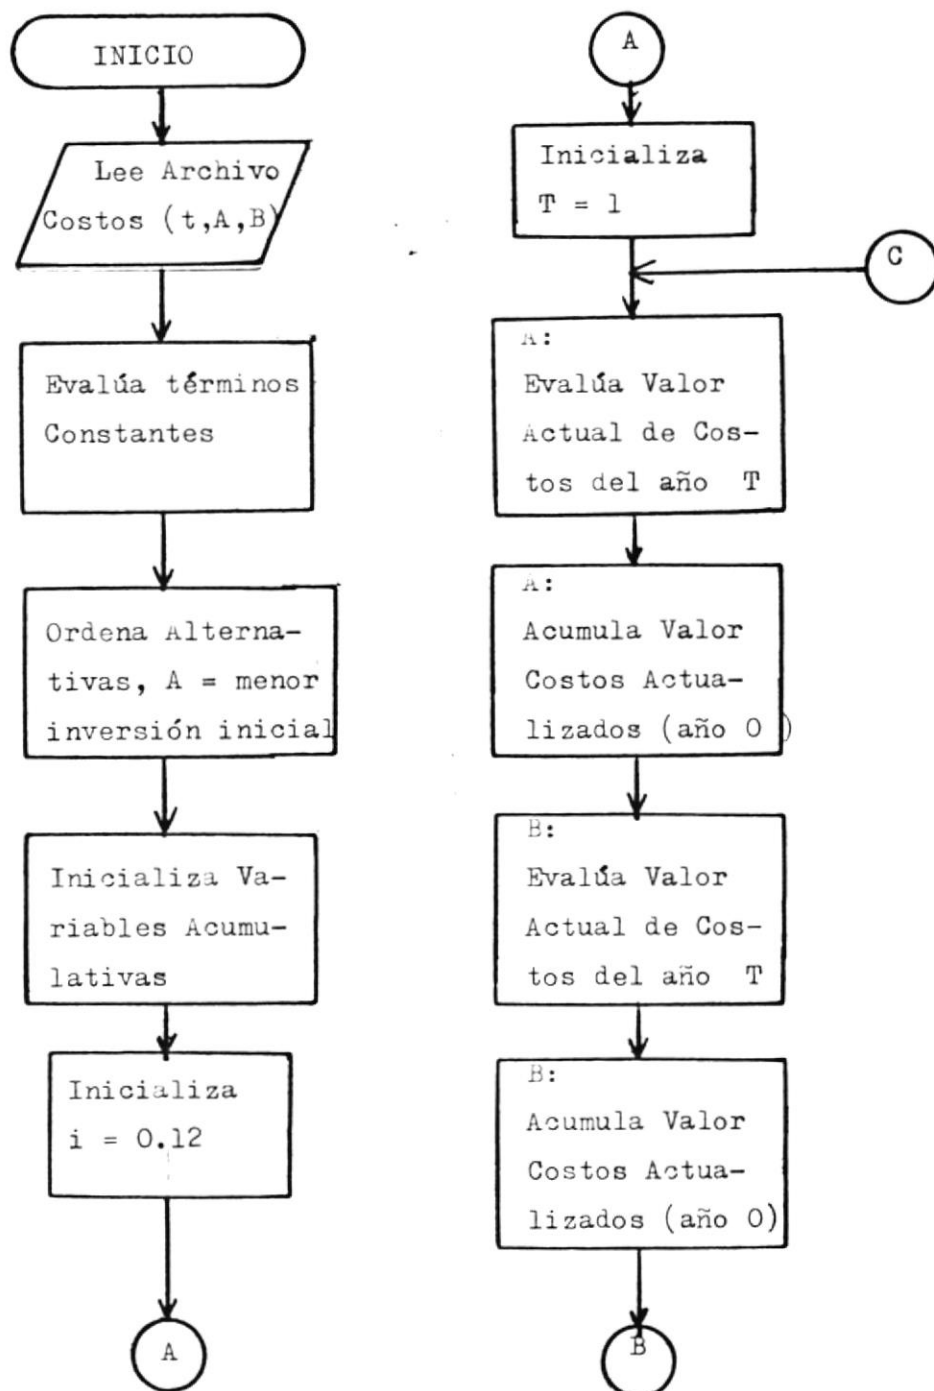 INICIO
Lee Archivo
Costos (t,A,B)
Evalúa términos
Constantes
Ordena Alterna-
tivas, A = menor
inversión inicial
Inicializa Va-
riables Acumu-
lativas
Inicializa
i = 0.12
A
A
Inicializa
T = 1
C
A:
Evalúa Valor
Actual de Cos-
tos del año T
A:
Acumula Valor
Costos Actua-
lizados (año 0 )
B:
Evalúa Valor
Actual de Cos-
tos del año T
B:
Acumula Valor
Costos Actua-
lizados (año 0)
B